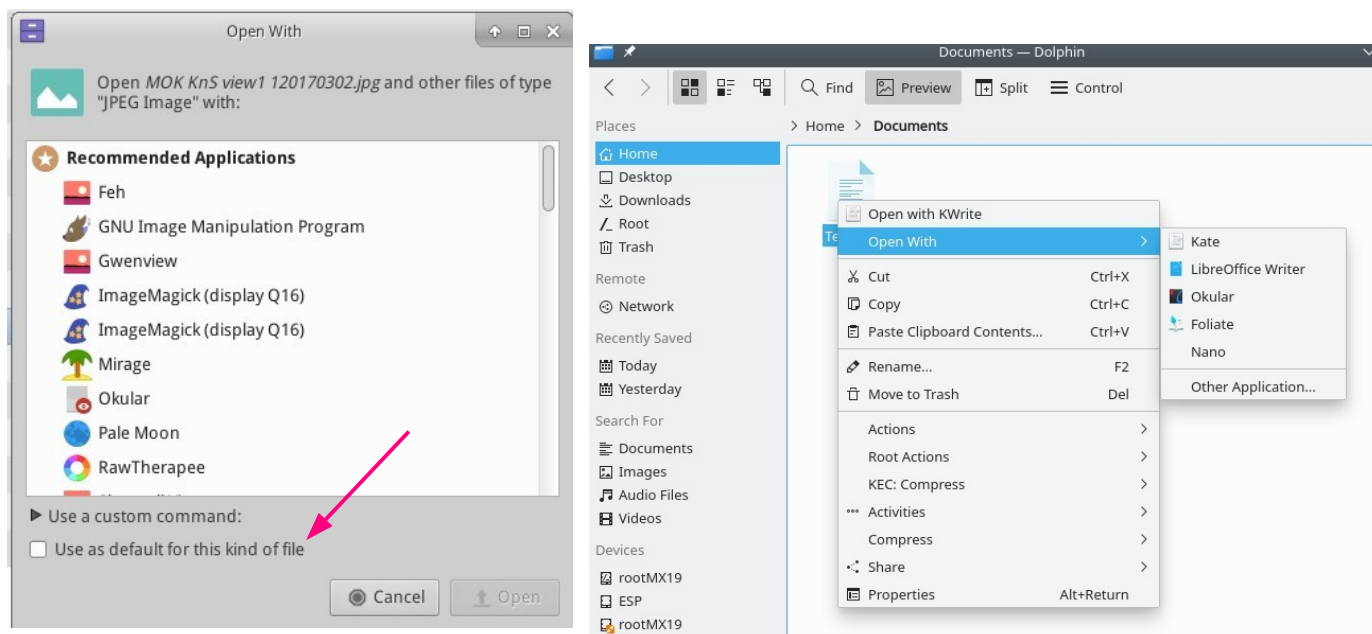 Open With
Open MOK KnS view1 120170302.jpg and other files of type
"JPEG Image" with:
Recommended Applications
Feh
GNU Image Manipulation Program
Gwenview
ImageMagick (display Q16)
ImageMagick (display Q16)
Mirage
Okular
Pale Moon
RawTherapee
Use a custom command:
Use as default for this kind of file
Cancel
Open
Documents — Dolphin
Find
Preview
Split
Control
Places
Home
Desktop
Downloads
Root
Trash
Remote
Network
Recently Saved
Today
Yesterday
Search For
Documents
Images
Audio Files
Videos
Devices
rootMX19
ESP
rootMX19
> Home > Documents
Te
Open with KWrite
Open With
Cut Ctrl+X
Copy Ctrl+C
Paste Clipboard Contents... Ctrl+V
Rename... F2
Move to Trash Del
Actions
Root Actions
KEC: Compress
Activities
Compress
Share
Properties Alt+Return
Kate
LibreOffice Writer
Okular
Foliate
Nano
Other Application...